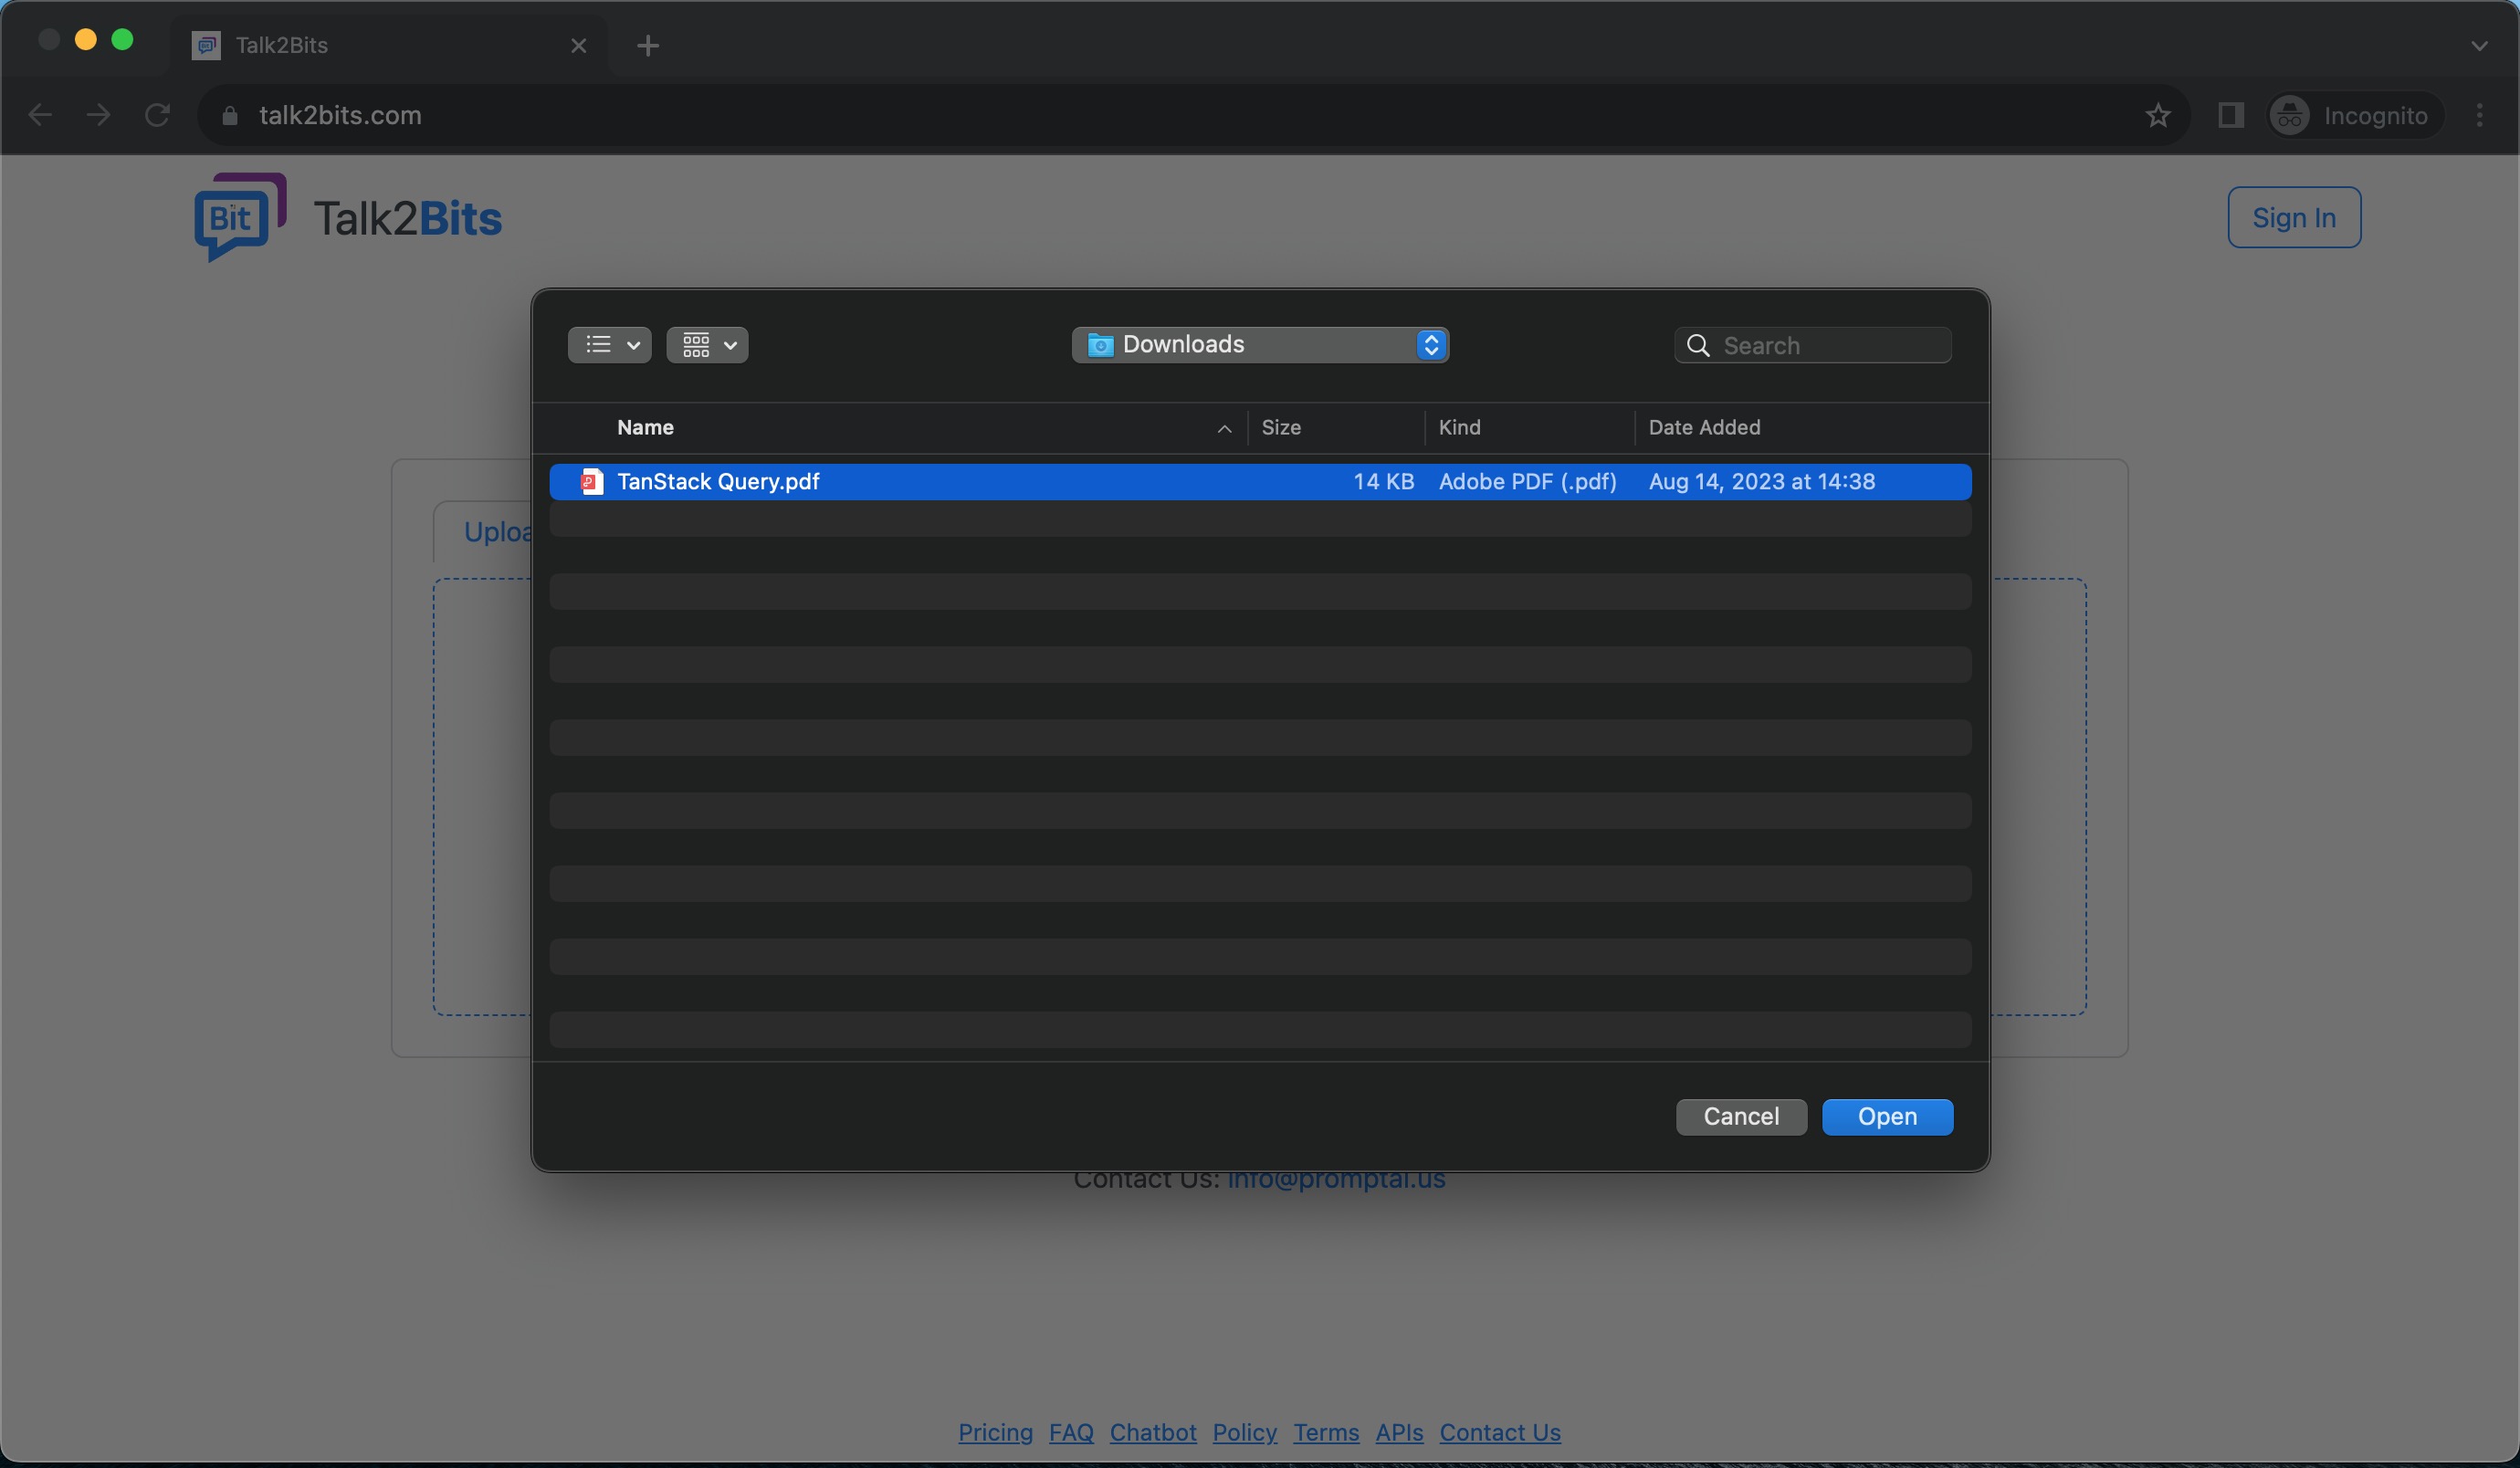 Talk2Bits
talk2bits.com
Incognito
Bit
Talk2Bits
Sign In
Downloads
Search
Name
Size
Kind
Date Added
TanStack Query.pdf
14 KB
Adobe PDF (.pdf)
Aug 14, 2023 at 14:38
Cancel
Open
Contact Us: info@promptai.us
Pricing FAQ Chatbot Policy Terms APIs Contact Us